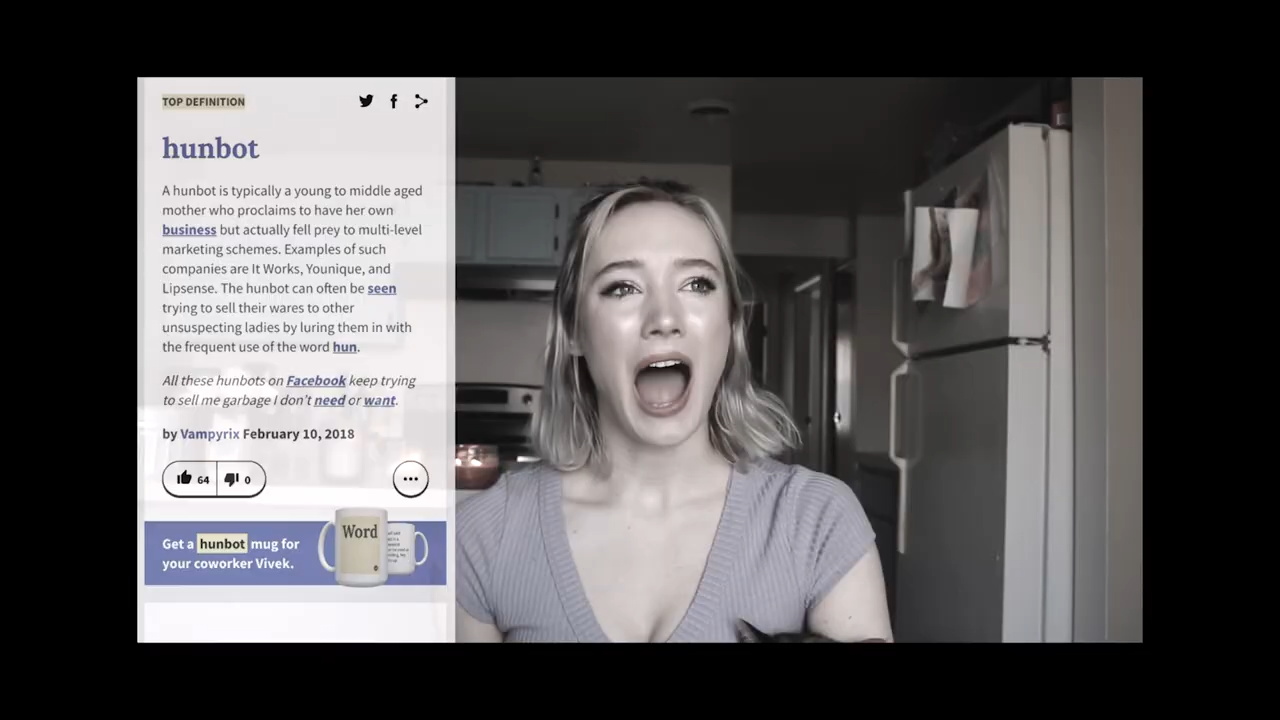 TOP DEFINITION
hunbot
A hunbot is typically a young to middle aged
mother who proclaims to have her own
business but actually fell prey to multi-level
marketing schemes. Examples of such
companies are It Works, Younique, and
Lipsense. The hunbot can often be seen
trying to sell their wares to other
unsuspecting ladies by luring them in with
the frequent use of the word hun.
All these hunbots on Facebook keep trying
to sell me garbage I don't need or want.
by Vampyrix February 10, 2018
64 0
Get a hunbot mug for
your coworker Vivek.
Word